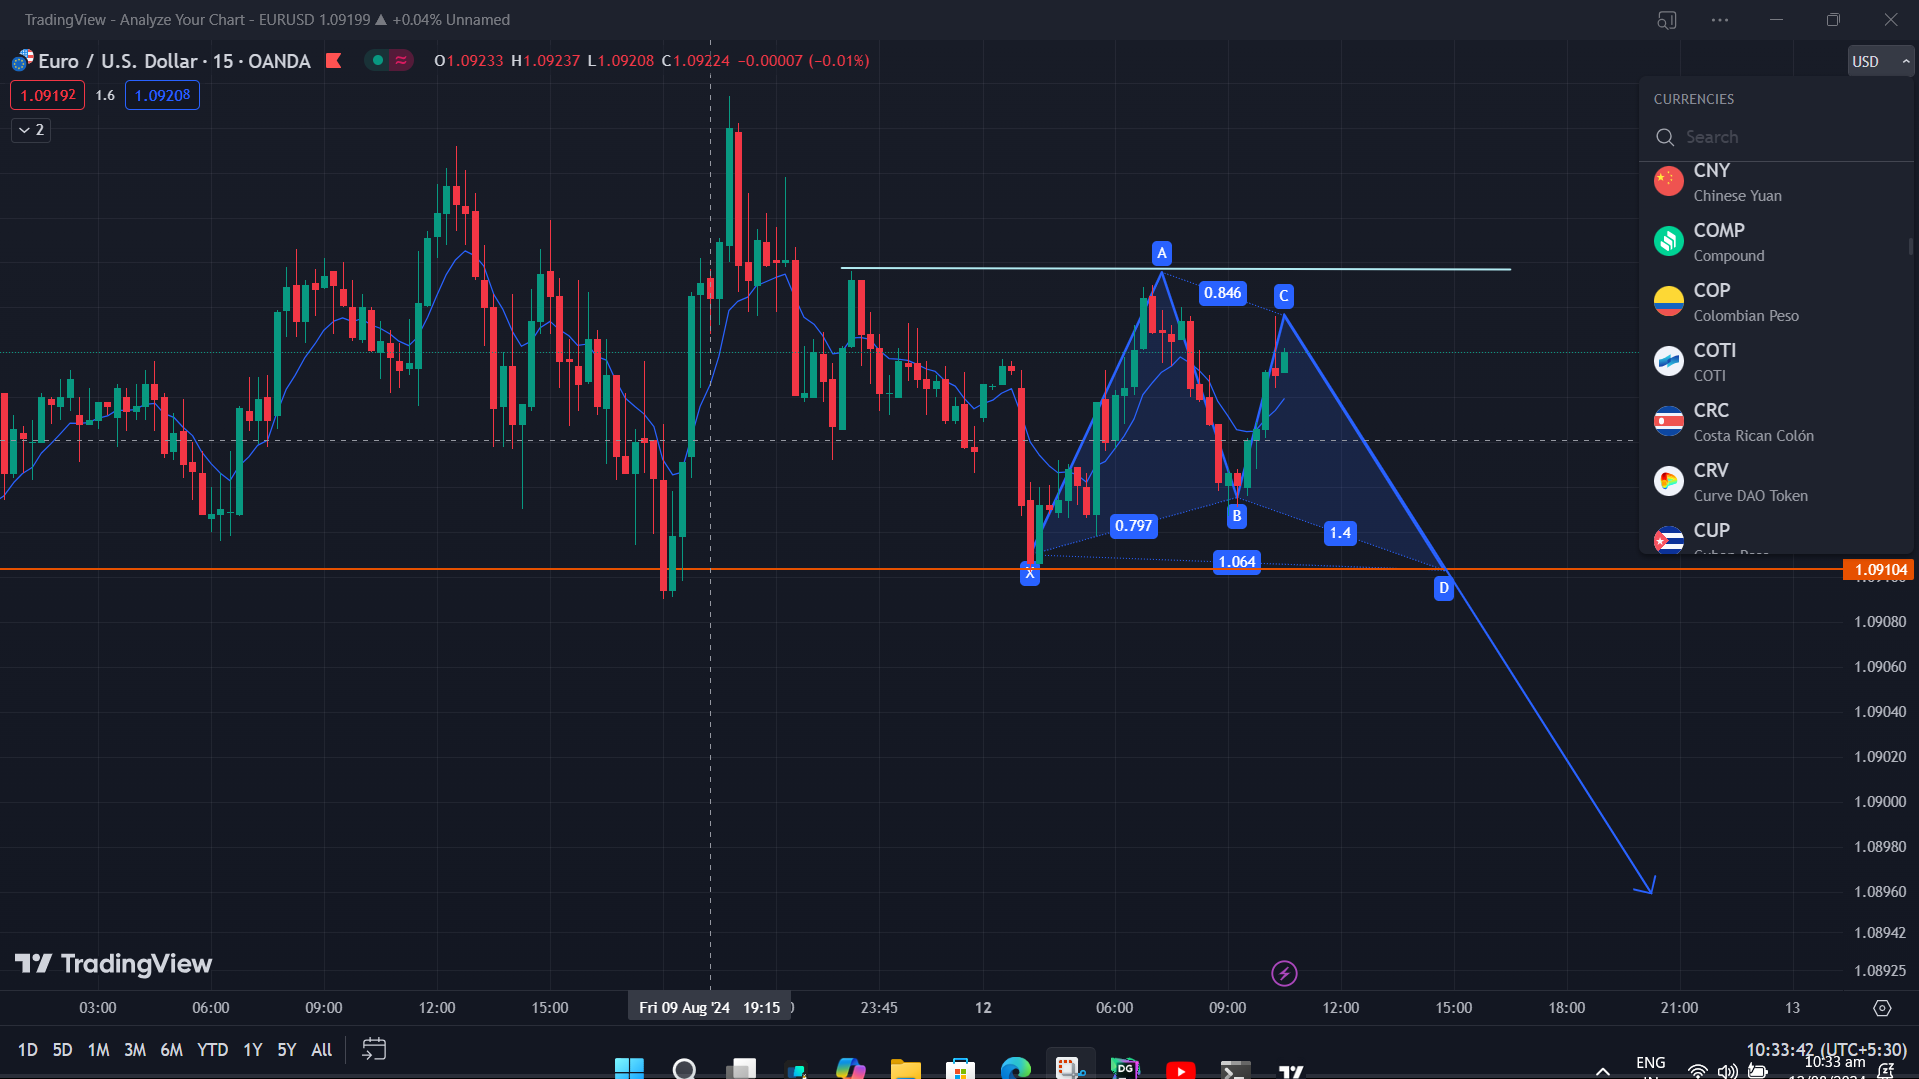 TradingView - Analyze Your Chart - EURUSD 1.09199 ▲ +0.04% Unnamed
Euro / U.S. Dollar · 15 · OANDA O1.09233 H1.09237 L1.09208 C1.09224 −0.00007 (−0.01%)
USD
1.09192 1.6 1.09208
2
CURRENCIES
Search
CNY
Chinese Yuan
COMP
Compound
COP
Colombian Peso
COTI
COTI
CRC
Costa Rican Colón
CRV
Curve DAO Token
CUP
A
0.846
C
B
0.797
1.4
1.064
X
D
1.09104
1.09080
1.09060
1.09040
1.09020
1.09000
1.08980
1.08960
1.08942
1.08925
TradingView
03:00 06:00 09:00 12:00 15:00 Fri 09 Aug '24 19:15 23:45 12 06:00 09:00 12:00 15:00 18:00 21:00 13
1D 5D 1M 3M 6M YTD 1Y 5Y All
10:33:42 (UTC+5:30)
DG
ENG
10:33 am